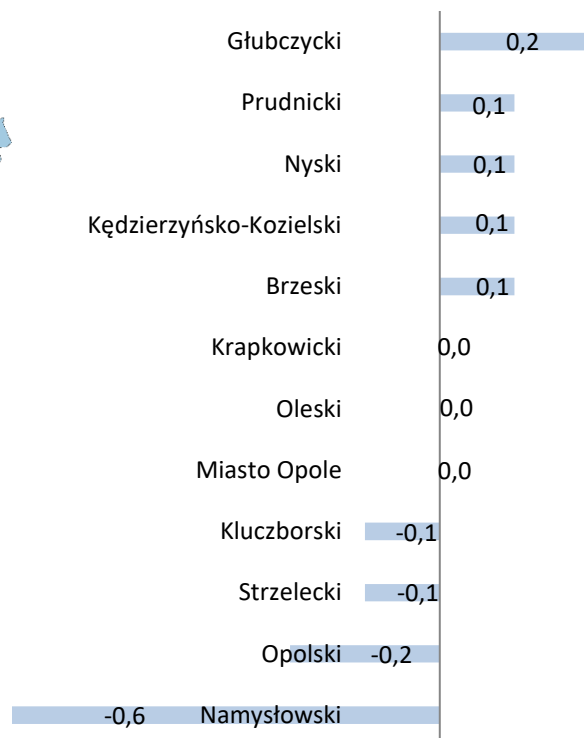 Głubczycki 0,2
Prudnicki 0,1
Nyski 0,1
Kędzierzyńsko-Kozielski 0,1
Brzeski 0,1
Krapkowicki 0,0
Oleski 0,0
Miasto Opole 0,0
Kluczborski -0,1
Strzelecki -0,1
Opolski -0,2
-0,6 Namysłowski